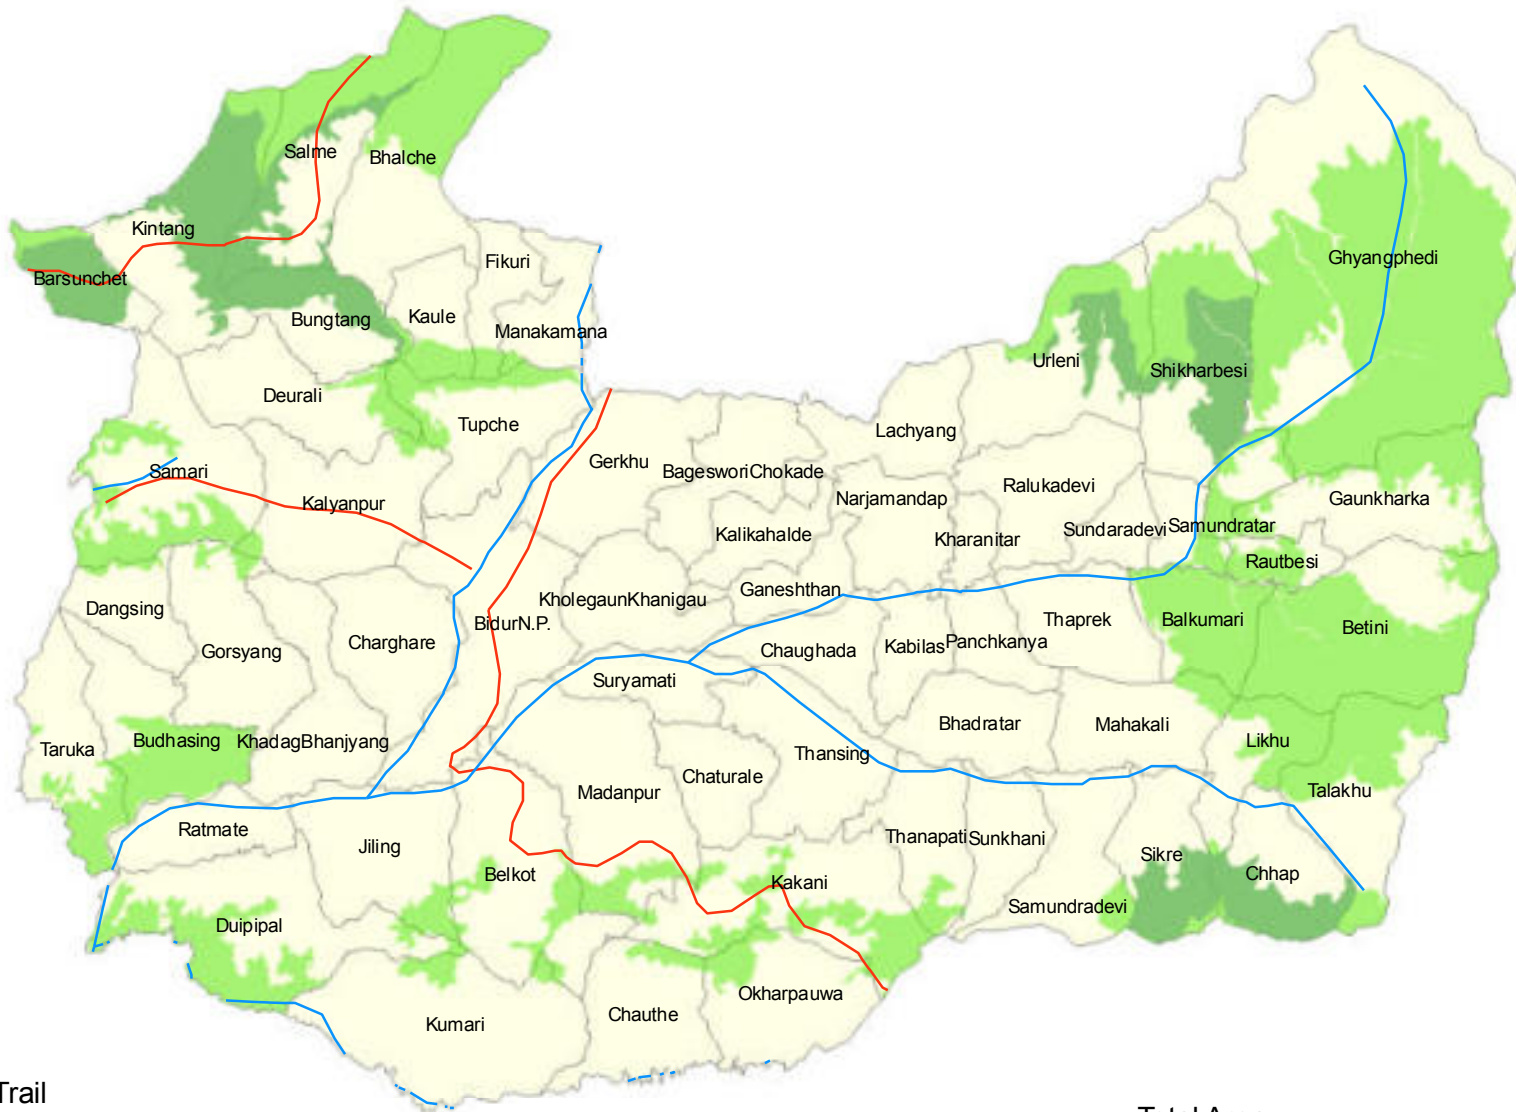 Salme
Bhalche
Kintang
Barsunchet
Fikuri
Ghyangphedi
Bungtang
Kaule
Manakamana
Urleni
Shikharbesi
Deurali
Tupche
Lachyang
Samari
Gerkhu
BagesworiChokade
Kalyanpur
Narjamandap
Ralukadevi
Gaunkharka
Kalikahalde
Kharanitar
Sundaradevi
Samundratar
Rautbesi
Dangsing
KholegaunKhanigau
Ganeshthan
BidurN.P.
Thaprek
Balkumari
Betini
Charghare
Gorsyang
Chaughada
Kabilas
Panchkanya
Suryamati
Bhadratar
Mahakali
Taruka
Budhasing
KhadagBhanjyang
Likhu
Thansing
Chaturale
Madanpur
Talakhu
Ratmate
Jiling
Thanapati
Sunkhani
Sikre
Belkot
Kakani
Chhap
Samundradevi
Duipipal
Okharpauwa
Kumari
Chauthe
Trail